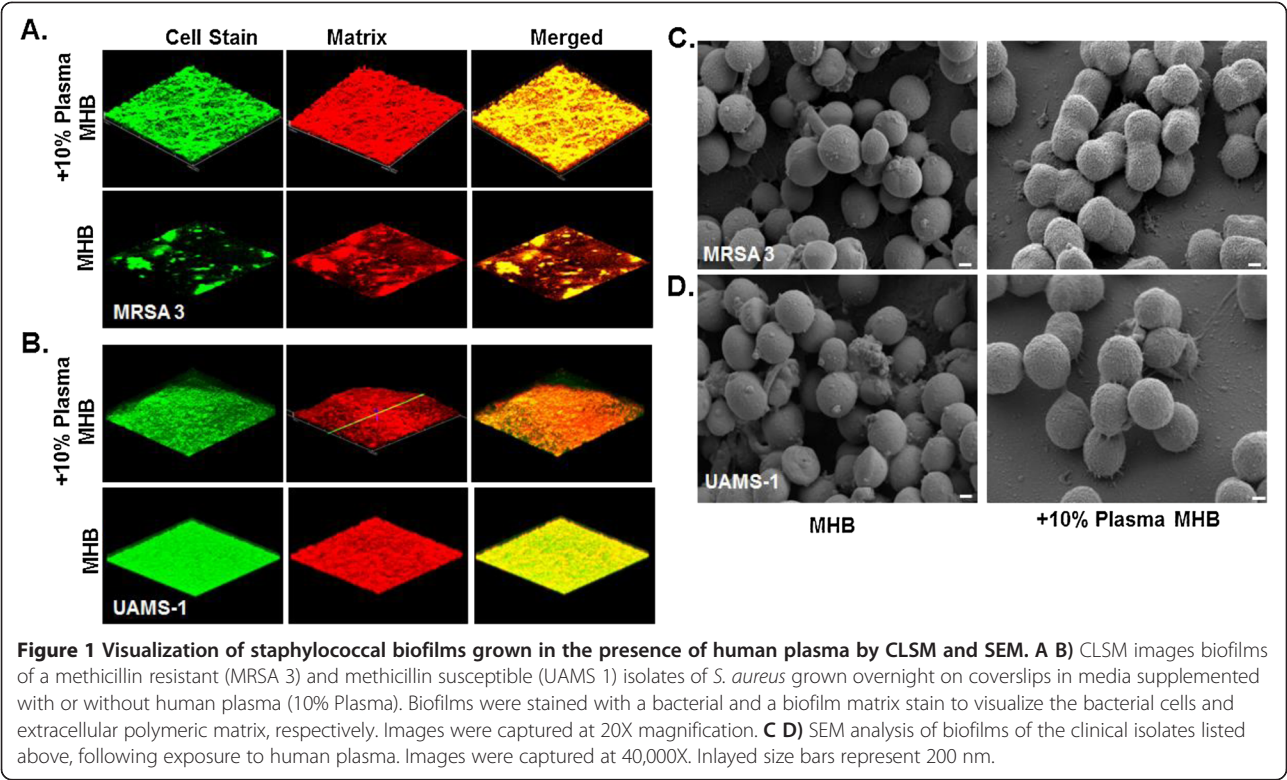 A.
Cell Stain Matrix Merged
+10% Plasma
MHB
MHB
MRSA 3
B.
+10% Plasma
MHB
MHB
UAMS-1
C.
MRSA 3
D.
UAMS-1
MHB
+10% Plasma MHB
Figure 1 Visualization of staphylococcal biofilms grown in the presence of human plasma by CLSM and SEM. A B) CLSM images biofilms
of a methicillin resistant (MRSA 3) and methicillin susceptible (UAMS 1) isolates of S. aureus grown overnight on coverslips in media supplemented
with or without human plasma (10% Plasma). Biofilms were stained with a bacterial and a biofilm matrix stain to visualize the bacterial cells and
extracellular polymeric matrix, respectively. Images were captured at 20X magnification. C D) SEM analysis of biofilms of the clinical isolates listed
above, following exposure to human plasma. Images were captured at 40,000X. Inlayed size bars represent 200 nm.